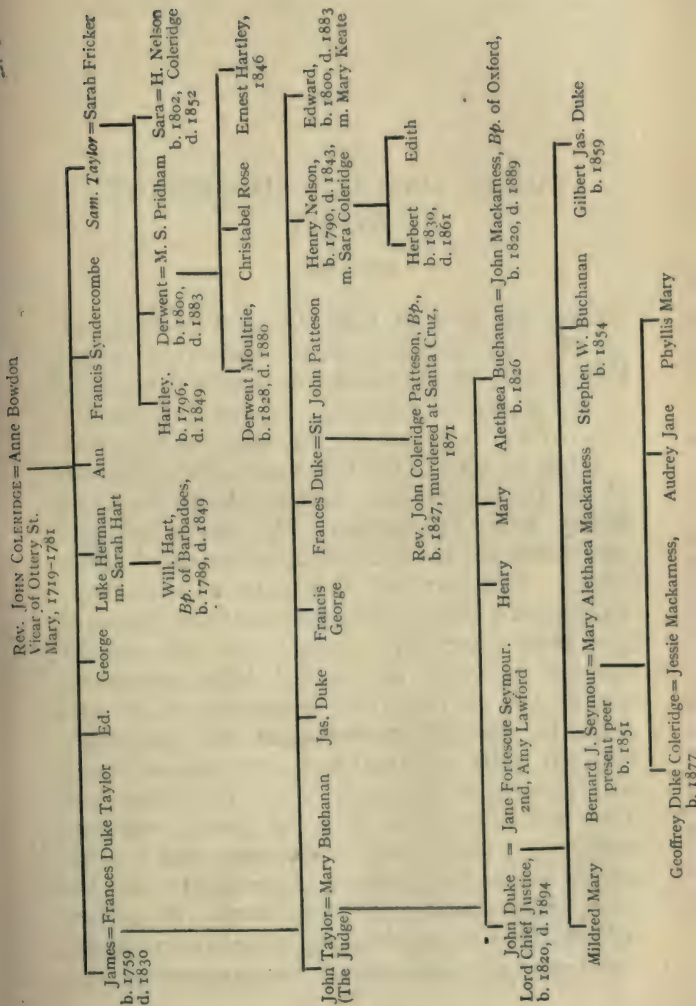 Rev. JOHN COLERIDGE = Anne Bowdon
Vicar of Ottery St.
Mary, 1719-1781
James = Frances Duke Taylor
b. 1759
d. 1830
Ed.
George
Luke Herman
m. Sarah Hart
Ann
Francis Syndercombe
Sam. Taylor = Sarah Fricker
Will. Hart,
Bp. of Barbadoes,
b. 1789, d. 1849
Hartley,
b. 1796,
d. 1849
Derwent = M. S. Pridham
b. 1800,
d. 1883
Sara = H. Nelson
b. 1802, Coleridge
d. 1852
Derwent Moultrie,
b. 1828, d. 1880
Christabel Rose
Ernest Hartley,
1846
John Taylor = Mary Buchanan
(The Judge)
Jas. Duke
Francis
George
Frances Duke = Sir John Patteson
Henry Nelson,
b. 1790, d. 1843,
m. Sara Coleridge
Edward,
b. 1800, d. 1883
m. Mary Keate
Rev. John Coleridge Patteson, Bp.,
b. 1827, murdered at Santa Cruz,
1871
Herbert
b. 1830,
d. 1861
Edith
John Duke = Jane Fortescue Seymour.
Lord Chief Justice, 2nd, Amy Lawford
b. 1820, d. 1894
Henry
Mary
Alethaea Buchanan = John Mackarness, Bp. of Oxford,
b. 1826 b. 1820, d. 1889
Mildred Mary
Bernard J. Seymour = Mary Alethaea Mackarness
present peer
b. 1851
Stephen W. Buchanan
b. 1854
Gilbert Jas. Duke
b. 1859
Geoffrey Duke Coleridge = Jessie Mackarness,
b. 1877
Audrey Jane
Phyllis Mary